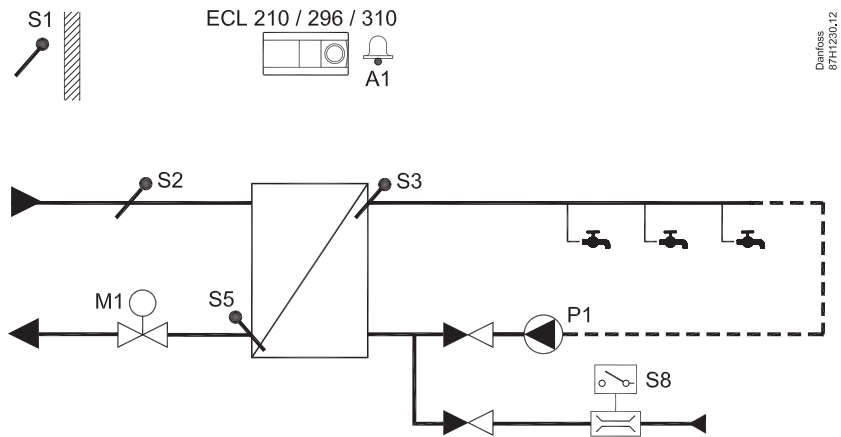 S1
ECL 210 / 296 / 310
A1
Danfoss
87H1230.12
S2
S3
M1
S5
P1
S8